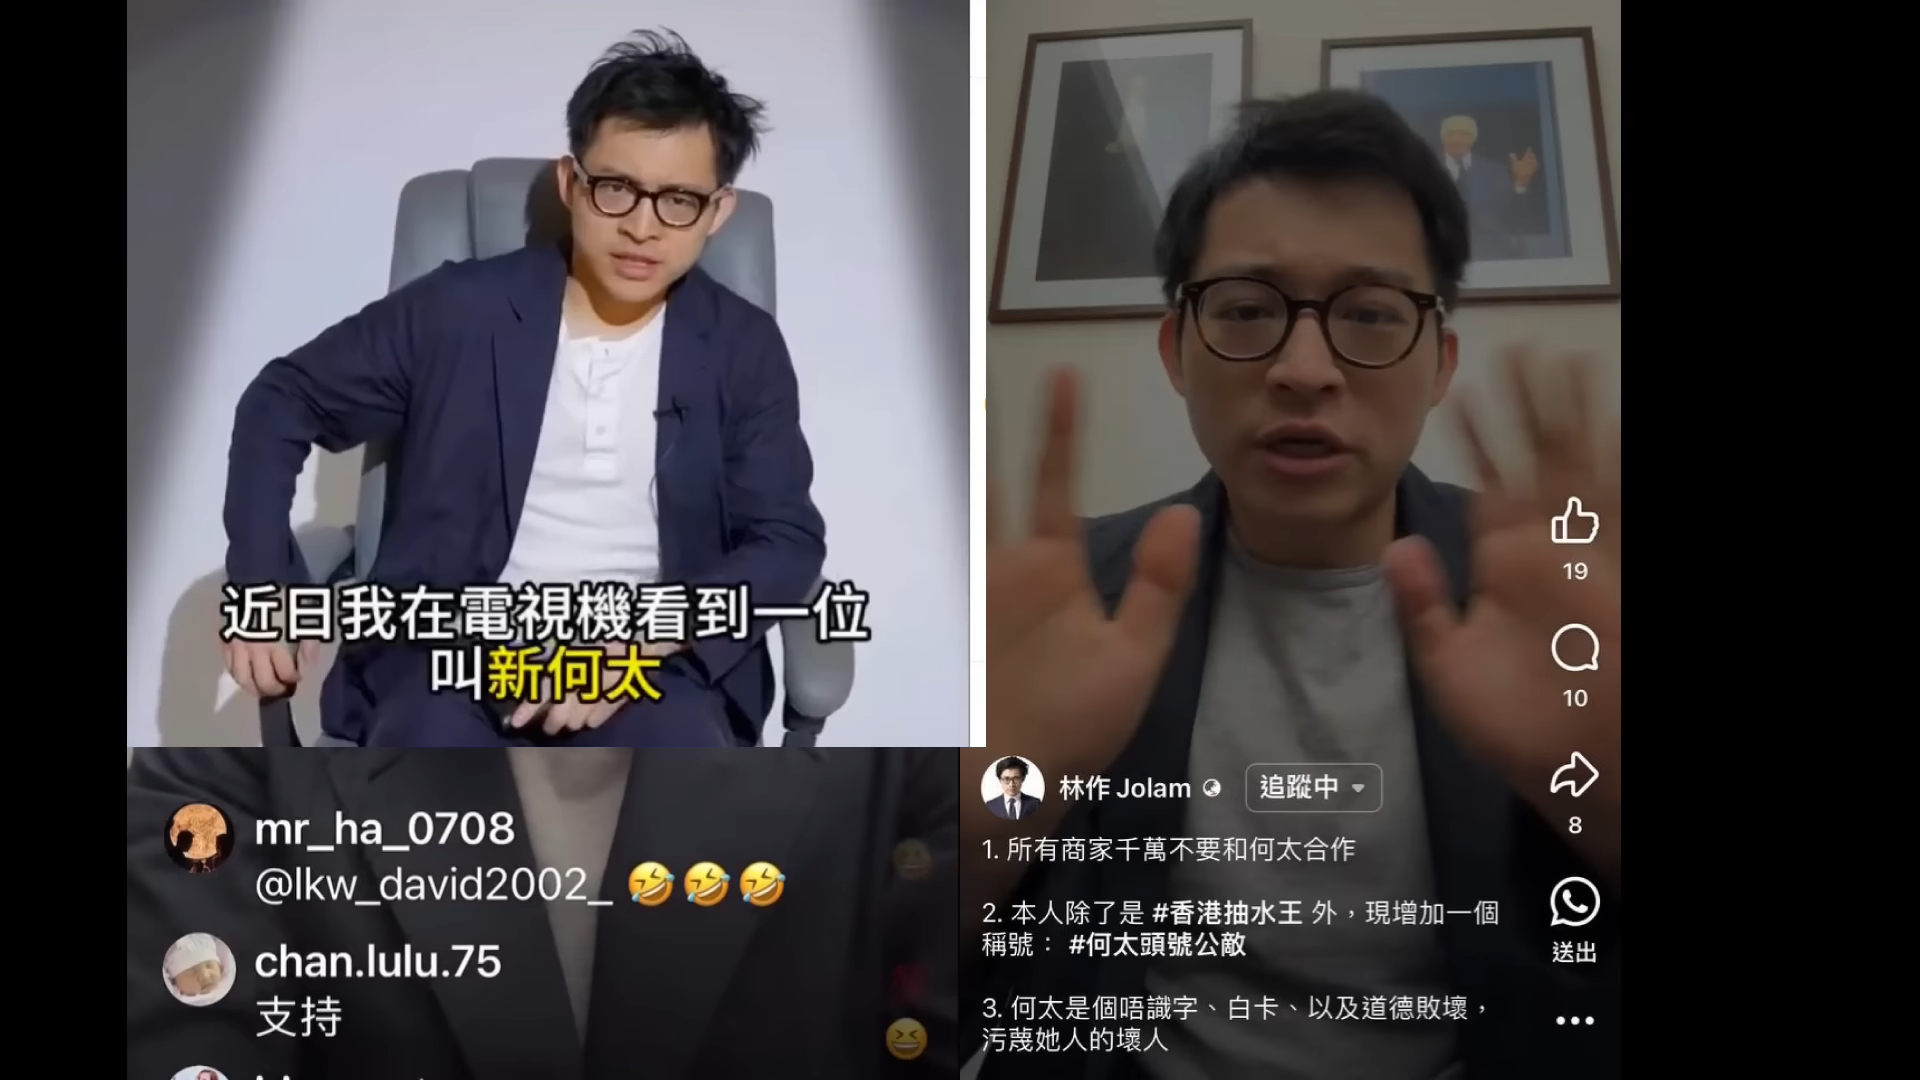 近日我在電視機看到一位
叫新何太
mr_ha_0708
@lkw_david2002_ 🤣🤣🤣
chan.lulu.75
支持
林作 Jolam
追蹤中
1. 所有商家千萬不要和何太合作
2. 本人除了是 #香港抽水王 外，現增加一個
稱號： #何太頭號公敵
3. 何太是個唔識字、白卡、以及道德敗壞，
污蔑她人的壞人
19
10
8
送出